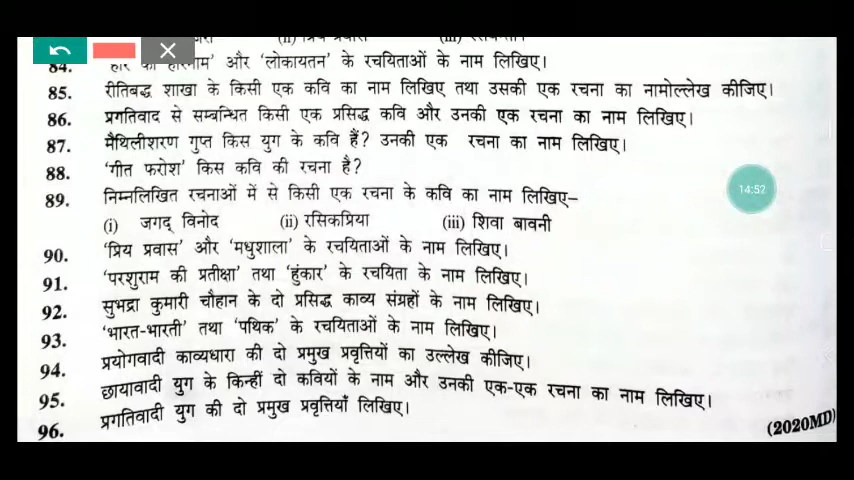 84. 'हार की हरिनाम' और 'लोकायतन' के रचयिताओं के नाम लिखिए।
85. रीतिबद्ध शाखा के किसी एक कवि का नाम लिखिए तथा उसकी एक रचना का नामोल्लेख कीजिए।
86. प्रगतिवाद से सम्बन्धित किसी एक प्रसिद्ध कवि और उनकी एक रचना का नाम लिखिए।
87. मैथिलीशरण गुप्त किस युग के कवि हैं? उनकी एक रचना का नाम लिखिए।
88. 'गीत फरोश' किस कवि की रचना है?
89. निम्नलिखित रचनाओं में से किसी एक रचना के कवि का नाम लिखिए–
14:52
(i) जगद् विनोद (ii) रसिकप्रिया (iii) शिवा बावनी
90. 'प्रिय प्रवास' और 'मधुशाला' के रचयिताओं के नाम लिखिए।
91. 'परशुराम की प्रतीक्षा' तथा 'हुंकार' के रचयिता के नाम लिखिए।
92. सुभद्रा कुमारी चौहान के दो प्रसिद्ध काव्य संग्रहों के नाम लिखिए।
93. 'भारत-भारती' तथा 'पथिक' के रचयिताओं के नाम लिखिए।
94. प्रयोगवादी काव्यधारा की दो प्रमुख प्रवृत्तियों का उल्लेख कीजिए।
95. छायावादी युग के किन्हीं दो कवियों के नाम और उनकी एक-एक रचना का नाम लिखिए।
96. प्रगतिवादी युग की दो प्रमुख प्रवृत्तियाँ लिखिए।
(2020MD)